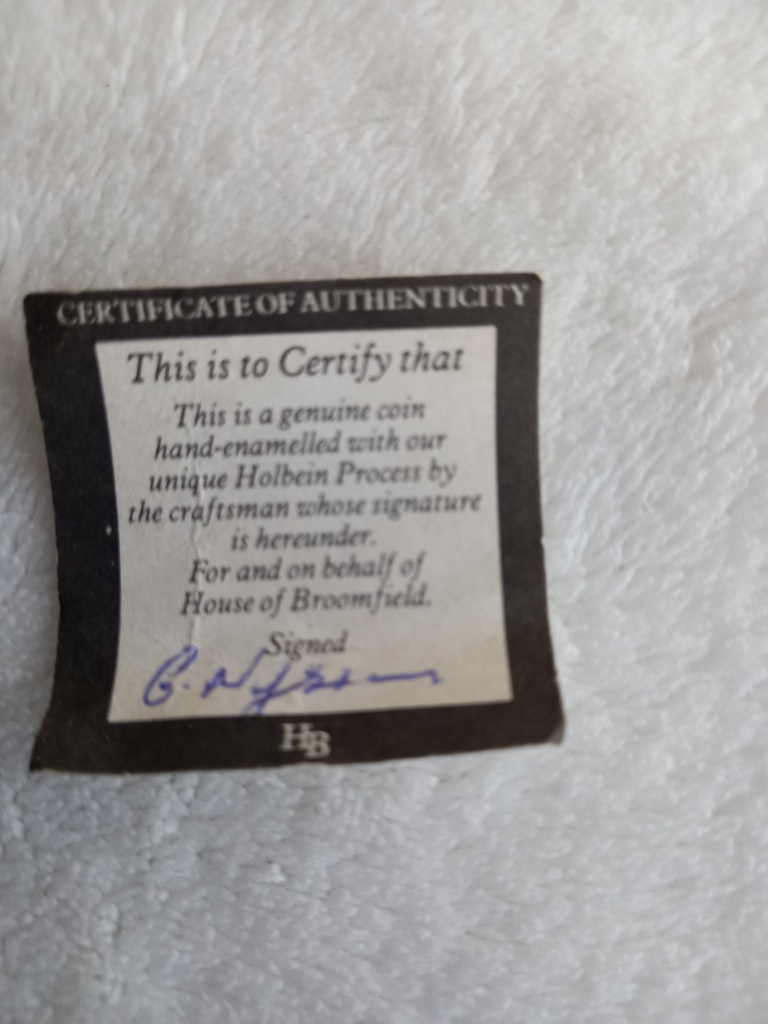 CERTIFICATE OF AUTHENTICITY
This is to Certify that
This is a genuine coin
hand-enamelled with our
unique Holbein Process by
the craftsman whose signature
is hereunder.
For and on behalf of
House of Broomfield.
Signed
HB